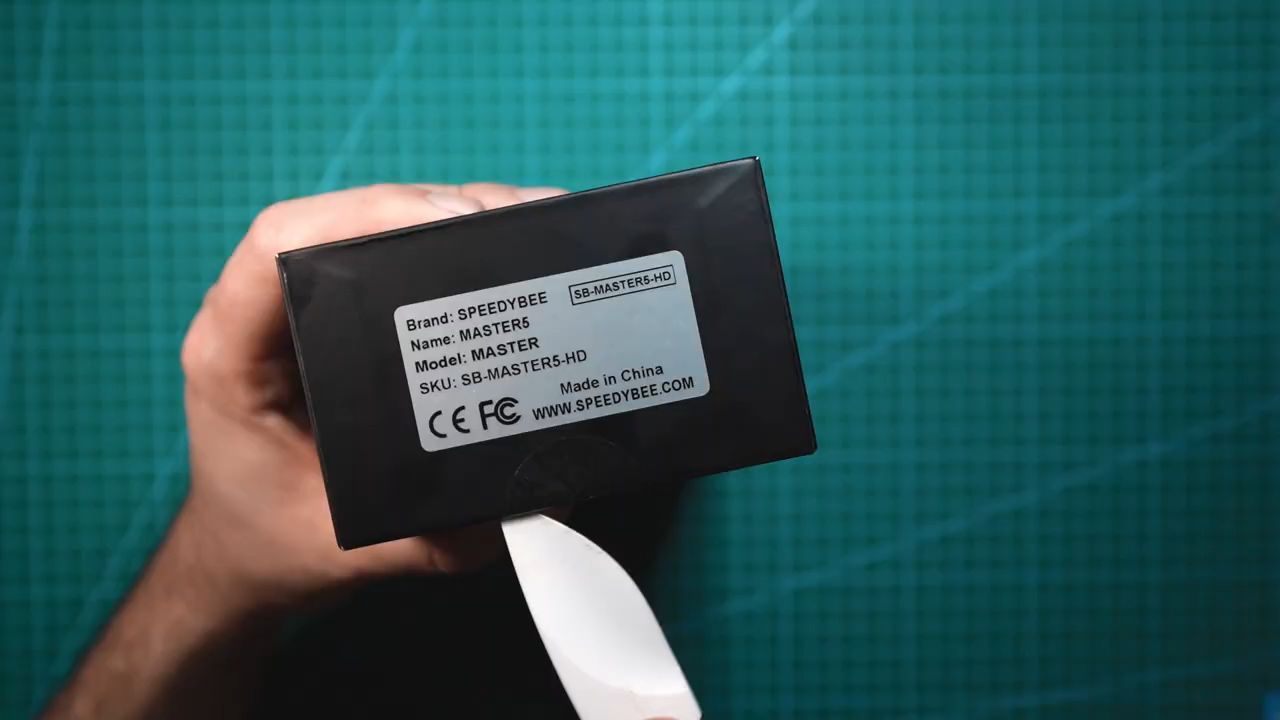 Brand: SPEEDYBEE
SB-MASTER5-HD
Name: MASTER5
Model: MASTER
SKU: SB-MASTER5-HD
Made in China
CE FC WWW.SPEEDYBEE.COM